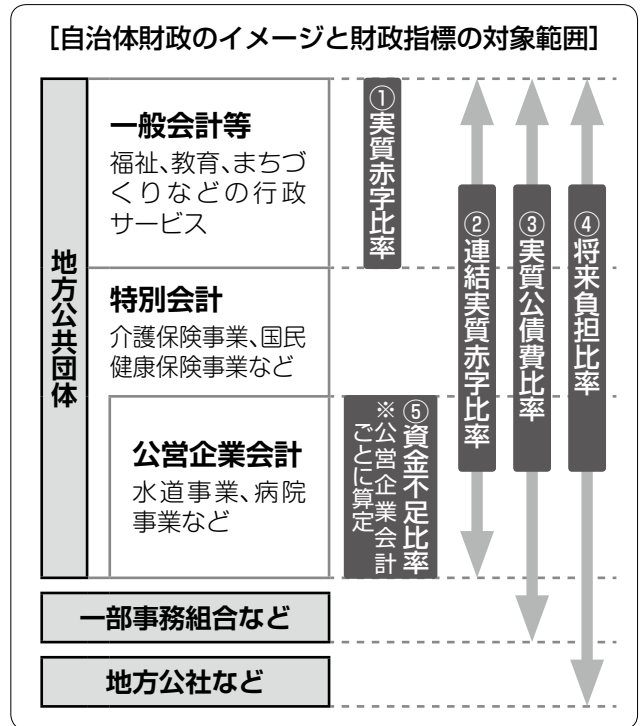 [自治体財政のイメージと財政指標の対象範囲]
地方公共団体
一般会計等
福祉、教育、まちづ
くりなどの行政
サービス
特別会計
介護保険事業、国民
健康保険事業など
公営企業会計
水道事業、病院
事業など
一部事務組合など
地方公社など
①実質赤字比率
②連結実質赤字比率
③実質公債費比率
④将来負担比率
⑤資金不足比率
※公営企業会計
ごとに算定